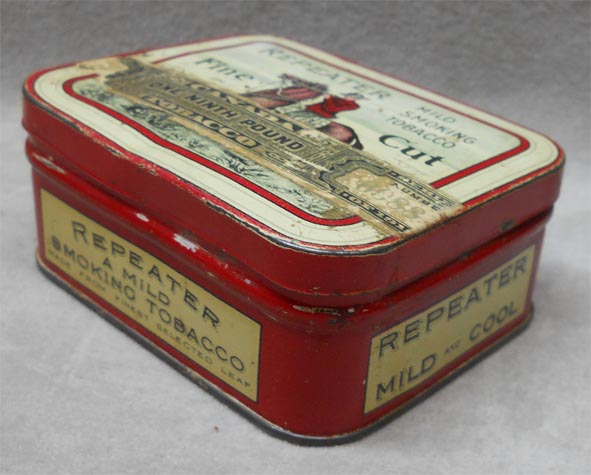 REPEATER
Fine Cut
MILD
SMOKING
TOBACCO
CANADA
ONE NINTH POUND
TOBACCO
REPEATER
A MILD
SMOKING TOBACCO
MADE FROM FINEST SELECTED LEAF
REPEATER
MILD AND COOL